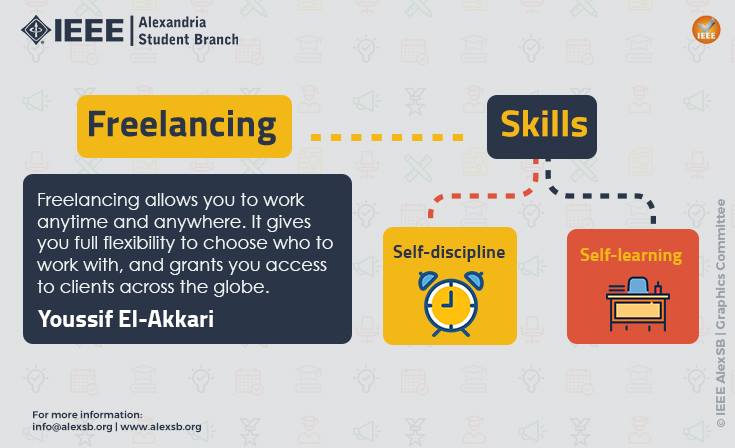 IEEE
Alexandria
Student Branch
IEEE
Freelancing
Skills
Freelancing allows you to work
anytime and anywhere. It gives
you full flexibility to choose who to
work with, and grants you access
to clients across the globe.
Youssif El-Akkari
Self-discipline
Self-learning
© IEEE AlexSB | Graphics Committee
For more information:
info@alexsb.org | www.alexsb.org